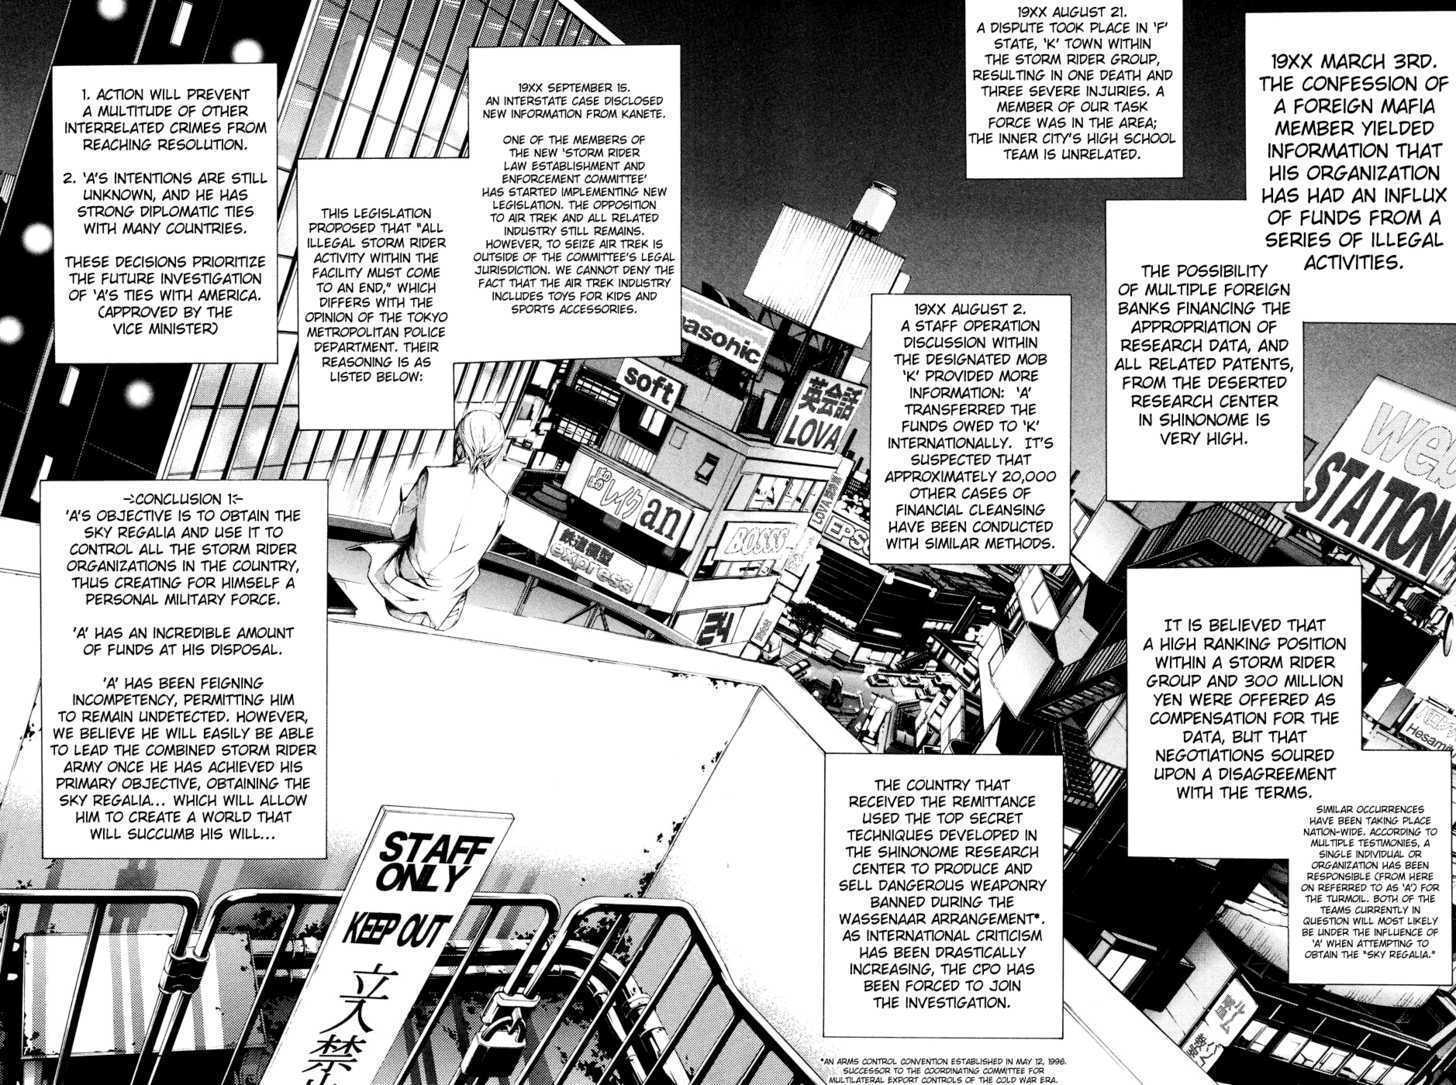 19XX MARCH 3RD.
THE CONFESSION OF
A FOREIGN MAFIA
MEMBER YIELDED
INFORMATION THAT
HIS ORGANIZATION
HAS HAD AN INFLUX
OF FUNDS FROM A
SERIES OF ILLEGAL
ACTIVITIES.
THE POSSIBILITY
OF MULTIPLE FOREIGN
BANKS FINANCING THE
APPROPRIATION OF
RESEARCH DATA, AND
ALL RELATED PATENTS,
FROM THE DESERTED
RESEARCH CENTER
IN SHINONOME IS
VERY HIGH.
IT IS BELIEVED THAT
A HIGH RANKING POSITION
WITHIN A STORM RIDER
GROUP AND 300 MILLION
YEN WERE OFFERED AS
COMPENSATION FOR THE
DATA, BUT THAT
NEGOTIATIONS SOURED
UPON A DISAGREEMENT
WITH THE TERMS.
SIMILAR OCCURRENCES
HAVE BEEN TAKING PLACE
NATION-WIDE. ACCORDING TO
MULTIPLE TESTIMONIES, A
SINGLE INDIVIDUAL OR
ORGANIZATION HAS BEEN
RESPONSIBLE (FROM HERE
ON REFERRED TO AS 'A') FOR
THE TURMOIL. BOTH OF THE
TEAMS CURRENTLY IN
QUESTION WILL MOST LIKELY
BE UNDER THE INFLUENCE OF
'A' WHEN ATTEMPTING TO
OBTAIN THE "SKY REGALIA."
19XX AUGUST 21.
A DISPUTE TOOK PLACE IN 'F'
STATE, 'K' TOWN WITHIN
THE STORM RIDER GROUP,
RESULTING IN ONE DEATH AND
THREE SEVERE INJURIES. A
MEMBER OF OUR TASK
FORCE WAS IN THE AREA;
THE INNER CITY'S HIGH SCHOOL
TEAM IS UNRELATED.
19XX AUGUST 2.
A STAFF OPERATION
DISCUSSION WITHIN
THE DESIGNATED MOB
'K' PROVIDED MORE
INFORMATION: 'A'
TRANSFERRED THE
FUNDS OWED TO 'K'
INTERNATIONALLY. IT'S
SUSPECTED THAT
APPROXIMATELY 20,000
OTHER CASES OF
FINANCIAL CLEANSING
HAVE BEEN CONDUCTED
WITH SIMILAR METHODS.
THE COUNTRY THAT
RECEIVED THE REMITTANCE
USED THE TOP SECRET
TECHNIQUES DEVELOPED IN
THE SHINONOME RESEARCH
CENTER TO PRODUCE AND
SELL DANGEROUS WEAPONRY
BANNED DURING THE
WASSENAAR ARRANGEMENT*.
AS INTERNATIONAL CRITICISM
HAS BEEN DRASTICALLY
INCREASING, THE CPO HAS
BEEN FORCED TO JOIN
THE INVESTIGATION.
*AN ARMS CONTROL CONVENTION ESTABLISHED IN MAY 12, 1996.
SUCCESSOR TO THE COORDINATING COMMITTEE FOR
MULTILATERAL EXPORT CONTROLS OF THE COLD WAR ERA.
19XX SEPTEMBER 15.
AN INTERSTATE CASE DISCLOSED
NEW INFORMATION FROM KANETE.
ONE OF THE MEMBERS OF
THE NEW 'STORM RIDER
LAW ESTABLISHMENT AND
ENFORCEMENT COMMITTEE'
HAS STARTED IMPLEMENTING NEW
LEGISLATION. THE OPPOSITION
TO AIR TREK AND ALL RELATED
INDUSTRY STILL REMAINS.
HOWEVER, TO SEIZE AIR TREK IS
OUTSIDE OF THE COMMITTEE'S LEGAL
JURISDICTION. WE CANNOT DENY THE
FACT THAT THE AIR TREK INDUSTRY
INCLUDES TOYS FOR KIDS AND
SPORTS ACCESSORIES.
THIS LEGISLATION
PROPOSED THAT "ALL
ILLEGAL STORM RIDER
ACTIVITY WITHIN THE
FACILITY MUST COME
TO AN END," WHICH
DIFFERS WITH THE
OPINION OF THE TOKYO
METROPOLITAN POLICE
DEPARTMENT. THEIR
REASONING IS AS
LISTED BELOW:
1. ACTION WILL PREVENT
A MULTITUDE OF OTHER
INTERRELATED CRIMES FROM
REACHING RESOLUTION.
2. 'A'S INTENTIONS ARE STILL
UNKNOWN, AND HE HAS
STRONG DIPLOMATIC TIES
WITH MANY COUNTRIES.
THESE DECISIONS PRIORITIZE
THE FUTURE INVESTIGATION
OF 'A'S TIES WITH AMERICA.
(APPROVED BY THE
VICE MINISTER)
-:CONCLUSION 1:-
'A'S OBJECTIVE IS TO OBTAIN THE
SKY REGALIA AND USE IT TO
CONTROL ALL THE STORM RIDER
ORGANIZATIONS IN THE COUNTRY,
THUS CREATING FOR HIMSELF A
PERSONAL MILITARY FORCE.
'A' HAS AN INCREDIBLE AMOUNT
OF FUNDS AT HIS DISPOSAL.
'A' HAS BEEN FEIGNING
INCOMPETENCY, PERMITTING HIM
TO REMAIN UNDETECTED. HOWEVER,
WE BELIEVE HE WILL EASILY BE ABLE
TO LEAD THE COMBINED STORM RIDER
ARMY ONCE HE HAS ACHIEVED HIS
PRIMARY OBJECTIVE, OBTAINING THE
SKY REGALIA... WHICH WILL ALLOW
HIM TO CREATE A WORLD THAT
WILL SUCCUMB HIS WILL...
asonic
soft
英会話
LOVA
an
鉄道模型
express
BOSSS
EPSO
24
STATION
Hesam
STAFF
ONLY
KEEP OUT
立入禁